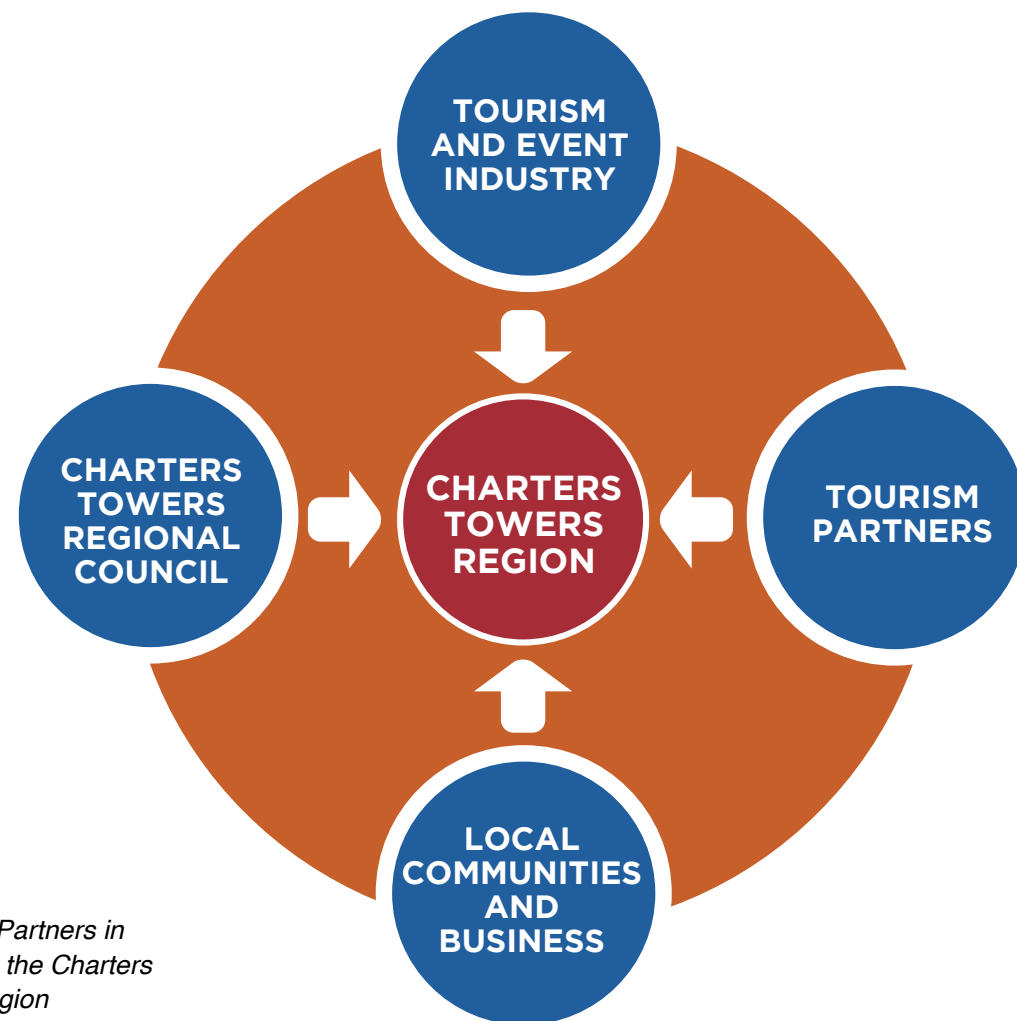 TOURISM
AND EVENT
INDUSTRY
CHARTERS
TOWERS
REGIONAL
COUNCIL
CHARTERS
TOWERS
REGION
TOURISM
PARTNERS
LOCAL
COMMUNITIES
AND
BUSINESS
Partners in
the Charters
gion